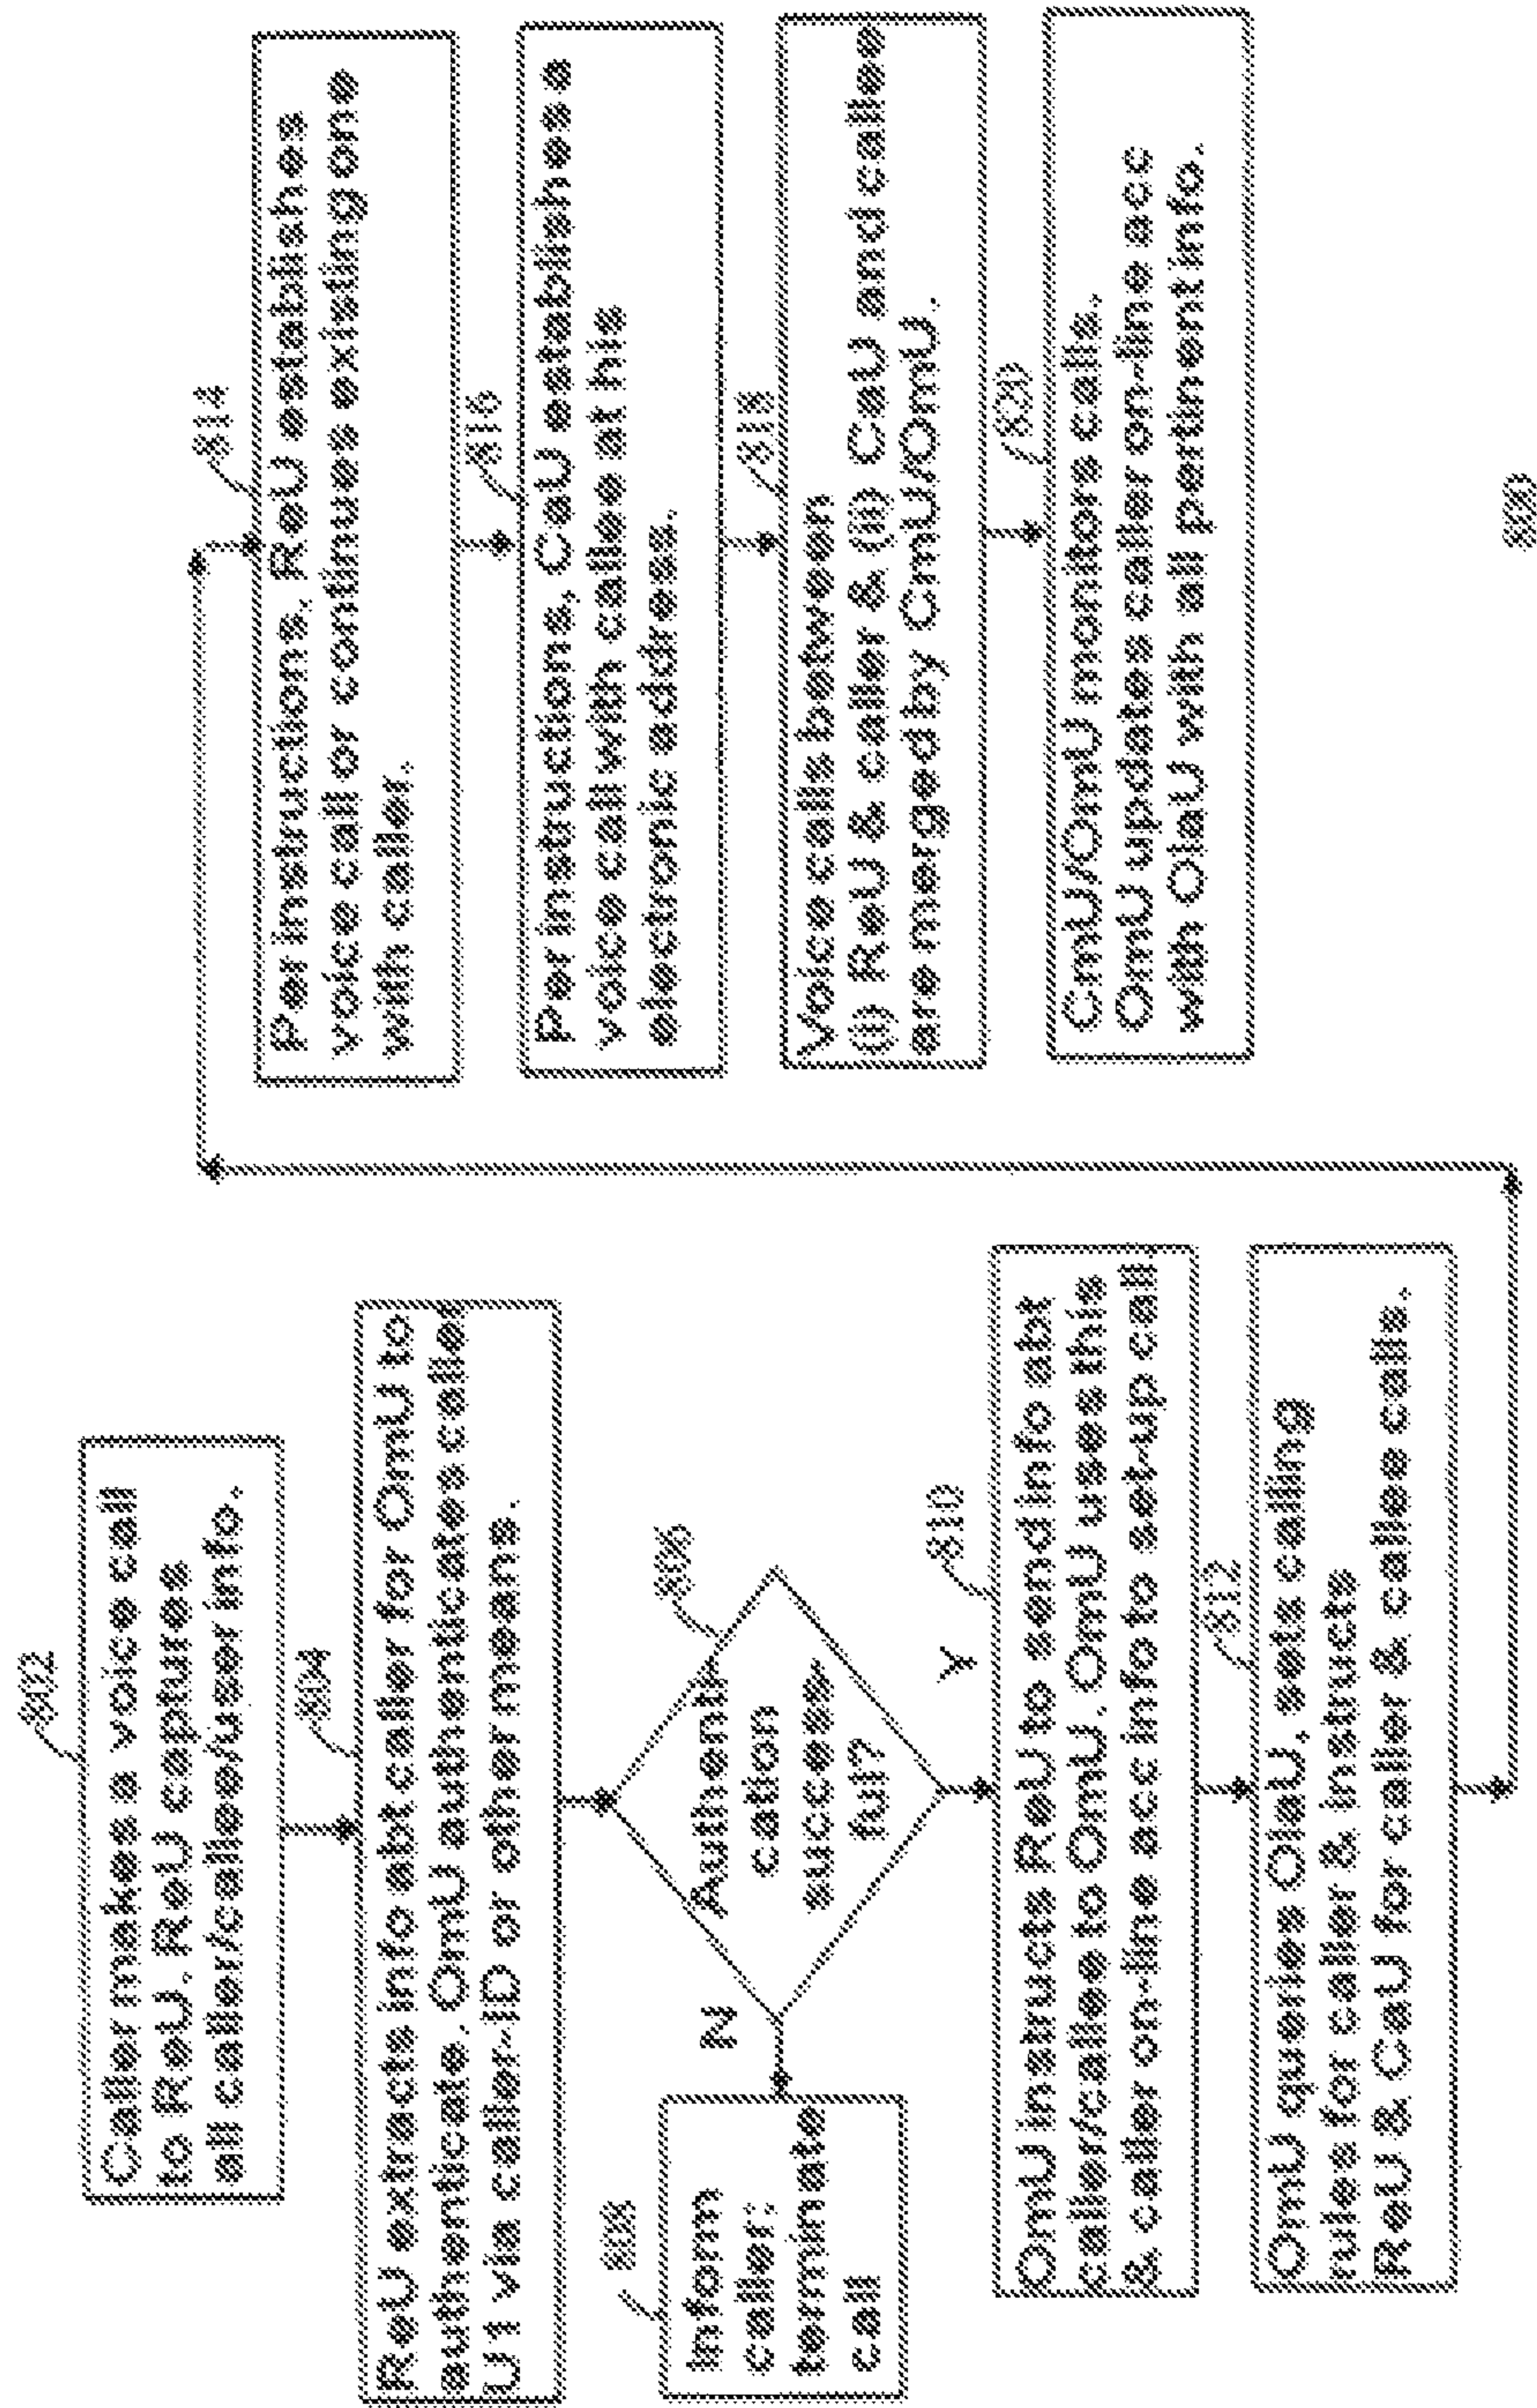 802
Caller makes a voice call
to ReU. ReU captures
all caller/callee/user info.
804
ReU extracts info abt caller for OmU to
authenticate. OmU authenticates caller
U1 via caller-ID or other means.
806
Authenti
cation
success
ful?
N
Y
808
Inform
caller;
terminate
call
810
OmU instructs ReU to send info abt
caller/callee to OmU. OmU uses this
& caller on-line acc info to set-up call.
812
OmU queries OlaU, sets calling
rules for caller & instructs
ReU & CaU for caller & callee calls.
814
Per instructions, ReU establishes
voice call or continues existing one
with caller.
816
Per instructions, CaU establishes
voice call with callee at his
electronic address.
818
Voice calls between
(i) ReU & caller & (ii) CaU and callee
are merged by CmU/OmU.
820
CmU/OmU monitors calls.
OmU updates caller on-line acc
with OlaU with all pertinent info.
800